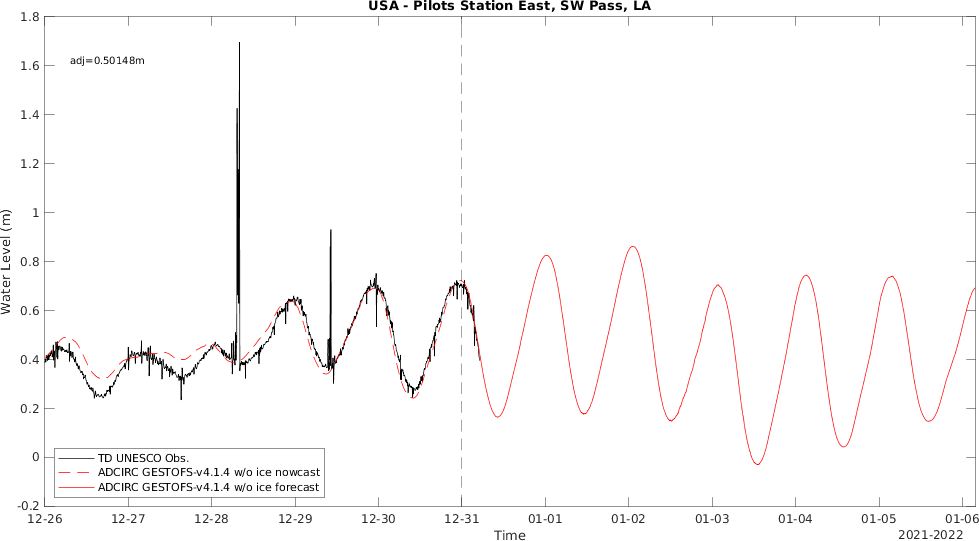 USA - Pilots Station East, SW Pass, LA
adj=0.50148m
Water Level (m)
1.8
1.6
1.4
1.2
1
0.8
0.6
0.4
0.2
0
-0.2
TD UNESCO Obs.
ADCIRC GESTOFS-v4.1.4 w/o ice nowcast
ADCIRC GESTOFS-v4.1.4 w/o ice forecast
12-26 12-27 12-28 12-29 12-30 12-31 01-01 01-02 01-03 01-04 01-05 01-06
Time
2021-2022